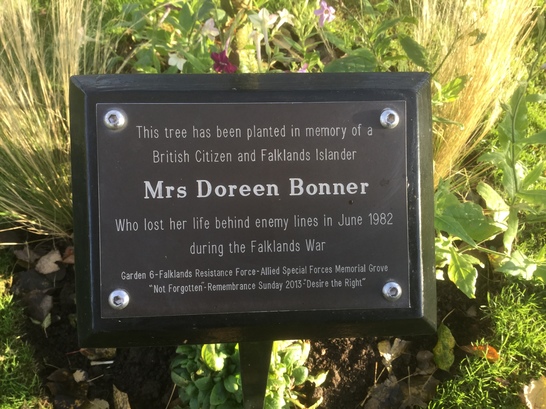 This tree has been planted in memory of a
British Citizen and Falklands Islander
Mrs Doreen Bonner
Who lost her life behind enemy lines in June 1982
during the Falklands War
Garden 6-Falklands Resistance Force-Allied Special Forces Memorial Grove
"Not Forgotten"-Remembrance Sunday 2013-"Desire the Right"